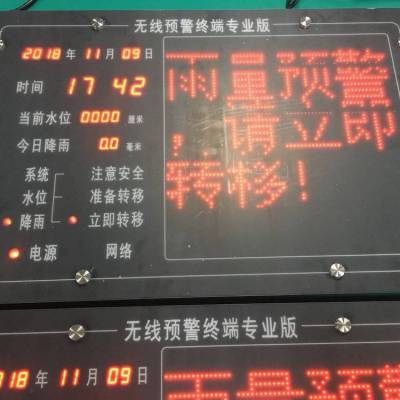 无线预警终端专业版
2018 年 11 月 09 日
时间 17 42
当前水位 0000 厘米
今日降雨 0.0 毫米
系统 注意安全
水位 准备转移
降雨 立即转移
电源 网络
雨量预警
,请立即
转移!
无线预警终端专业版
018 年 11 月 09 日